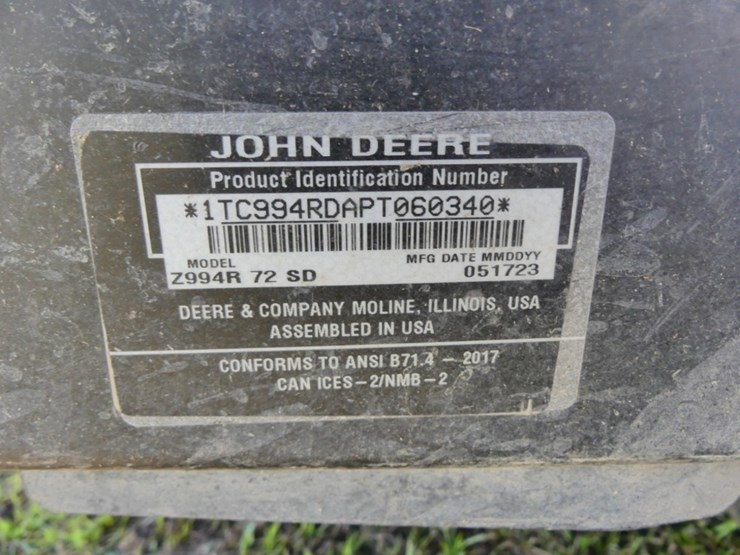 JOHN DEERE
Product Identification Number
*1TC994RDAPT060340*
MODEL MFG DATE MMDDYY
Z994R 72 SD 051723
DEERE & COMPANY MOLINE, ILLINOIS, USA
ASSEMBLED IN USA
CONFORMS TO ANSI B71.4 – 2017
CAN ICES–2/NMB–2